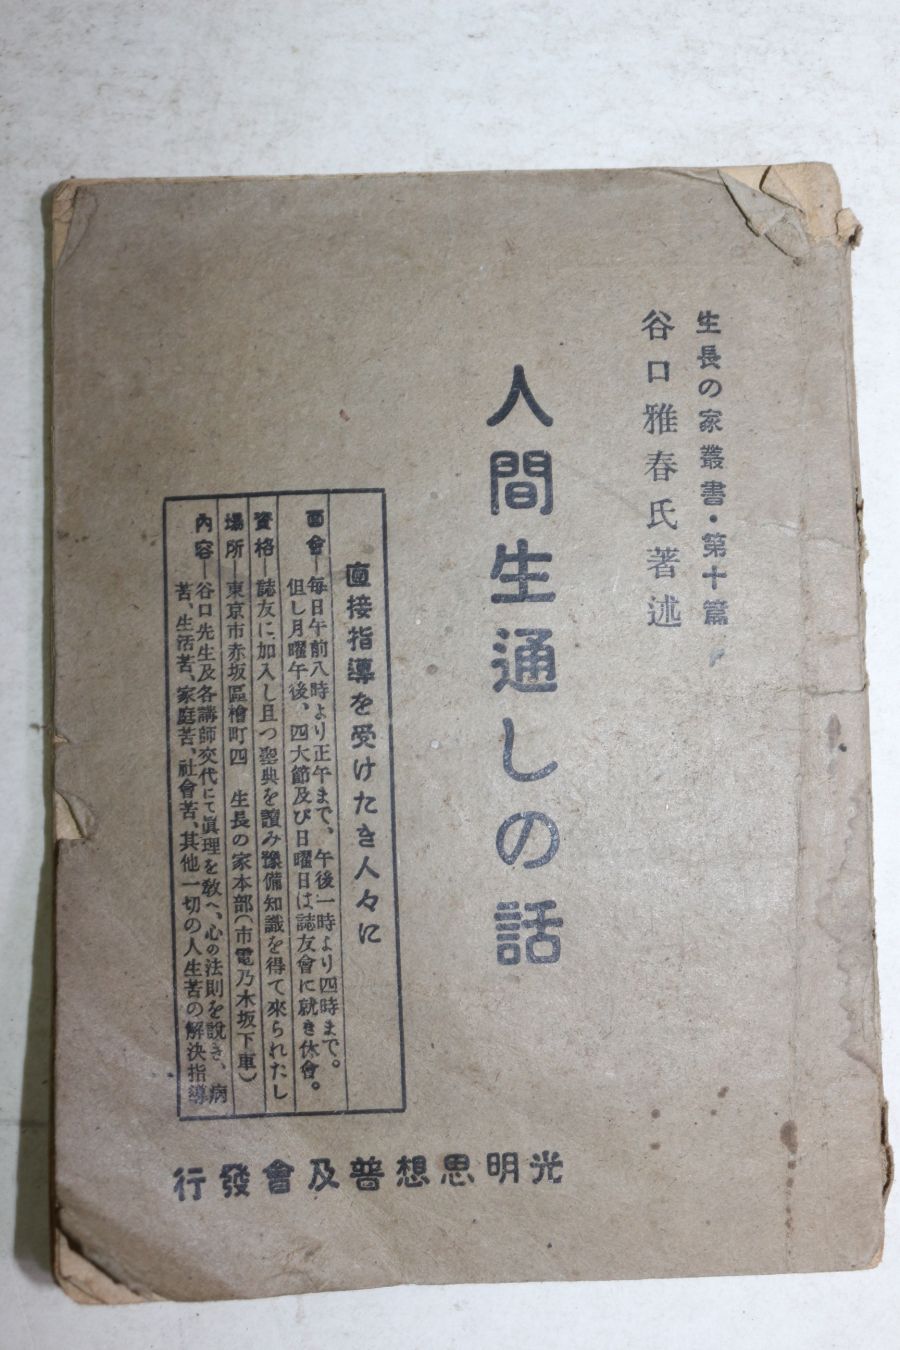 生長の家叢書・第十篇
谷口雅春氏著述
人間生通しの話
直接指導を受けたき人々に
面會―每日午前八時より正午まで、午後一時より四時まで。
但し月曜午後、四大節及び日曜日は誌友會に就き休會。
資格―誌友に加入し且つ聖典を讀み豫備知識を得て來られたし
場所―東京市赤坂區檜町四 生長の家本部(市電乃木坂下車)
內容―谷口先生及各講師交代にて眞理を敎へ、心の法則を說き、病
苦、生活苦、家庭苦、社會苦、其他一切の人生苦の解決指導
行發會及普想思明光